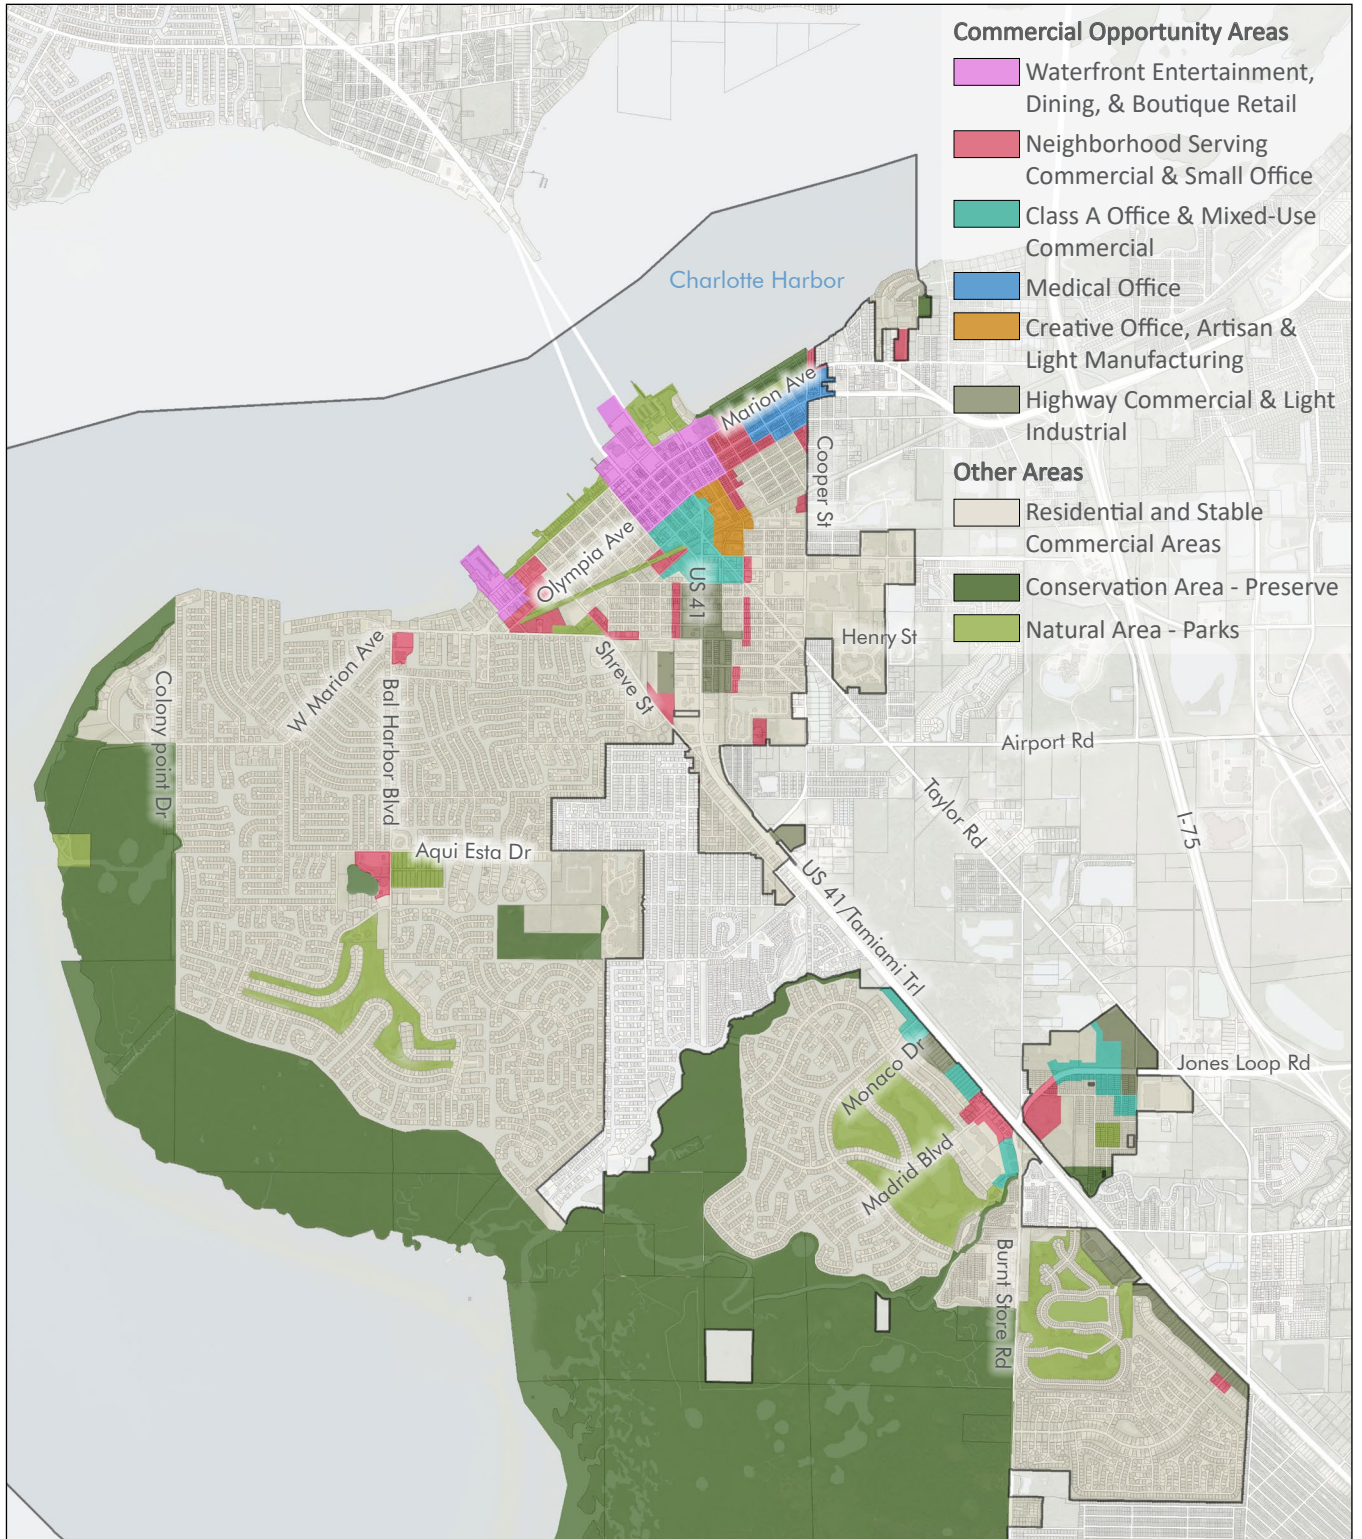 Commercial Opportunity Areas
Waterfront Entertainment,
Dining, & Boutique Retail
Neighborhood Serving
Commercial & Small Office
Class A Office & Mixed-Use
Commercial
Medical Office
Creative Office, Artisan &
Light Manufacturing
Highway Commercial & Light
Industrial
Other Areas
Residential and Stable
Commercial Areas
Conservation Area - Preserve
Natural Area - Parks
Charlotte Harbor
Marion Ave
Cooper St
Olympia Ave
US 41
Henry St
W Marion Ave
Shreve St
Colony point Dr
Bal Harbor Blvd
Airport Rd
Taylor Rd
I-75
Aqui Esta Dr
US 41/Tamiami Trl
Monaco Dr
Jones Loop Rd
Madrid Blvd
Burnt Store Rd